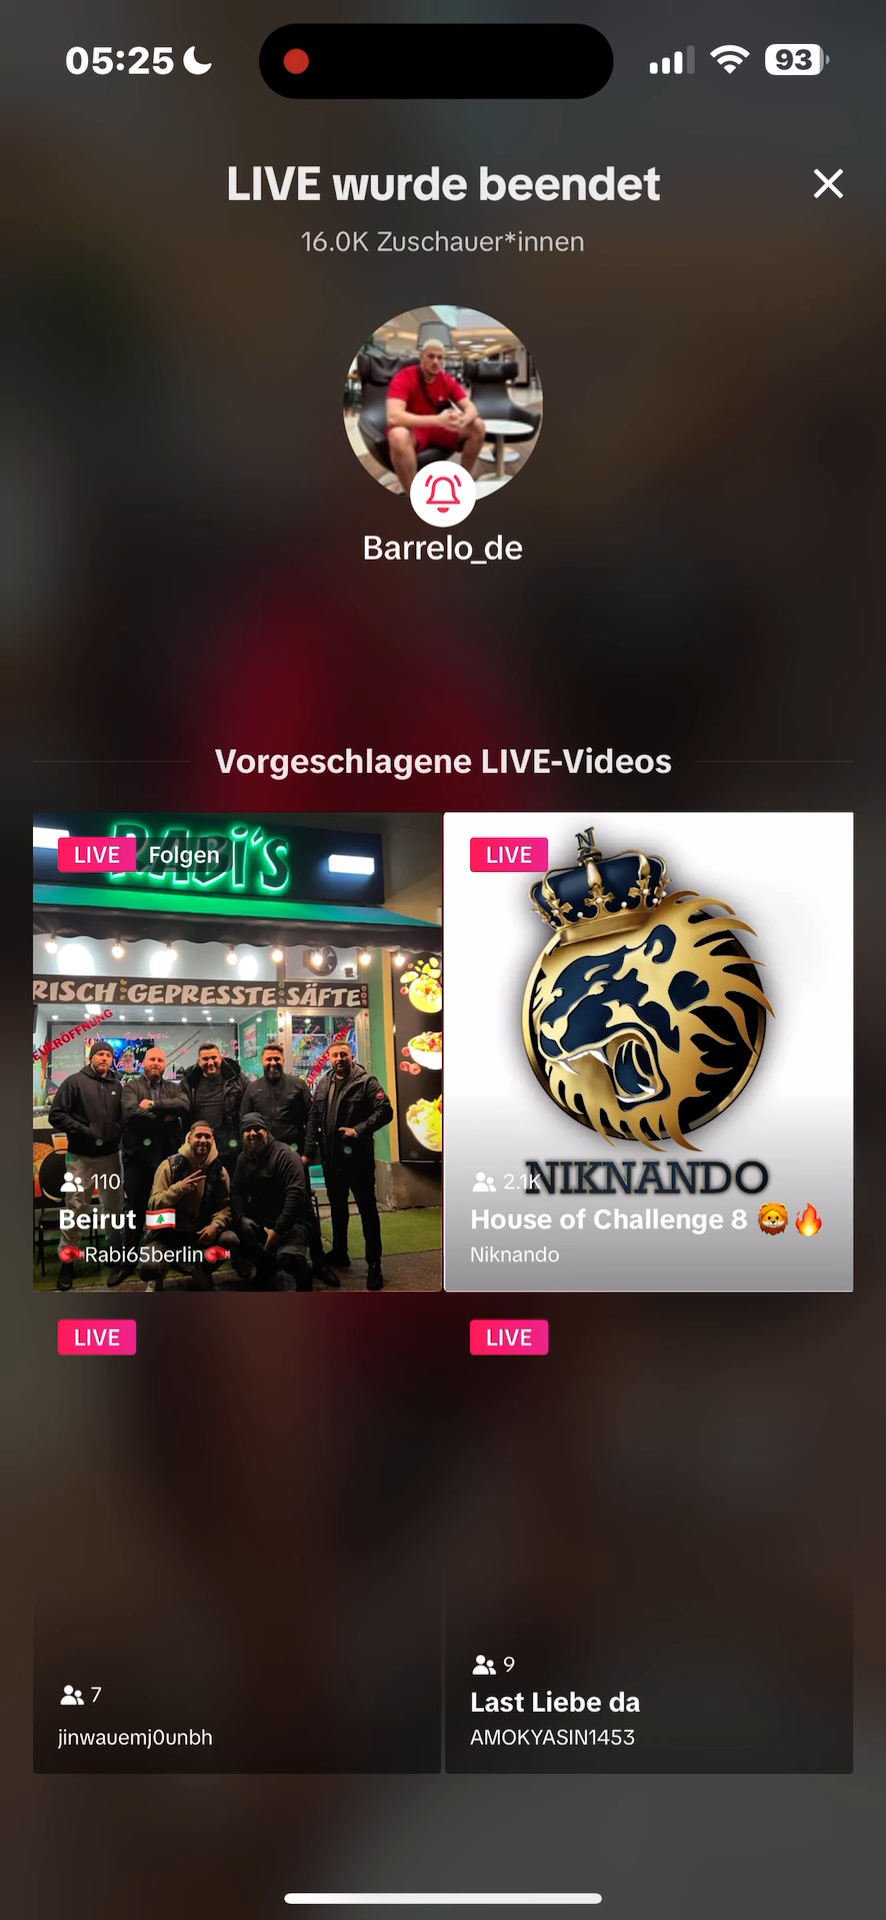 05:25
93
LIVE wurde beendet
16.0K Zuschauer*innen
Barrelo_de
Vorgeschlagene LIVE-Videos
RABi'S
LIVE Folgen
RISCH GEPRESSTE SÄFTE
EUERÖFFNUNG
110
Beirut 🇱🇧
🥊Rabi65berlin🥊
LIVE
N
NIKNANDO
2.1K
House of Challenge 8 🦁🔥
Niknando
LIVE
7
jinwauemj0unbh
LIVE
9
Last Liebe da
AMOKYASIN1453